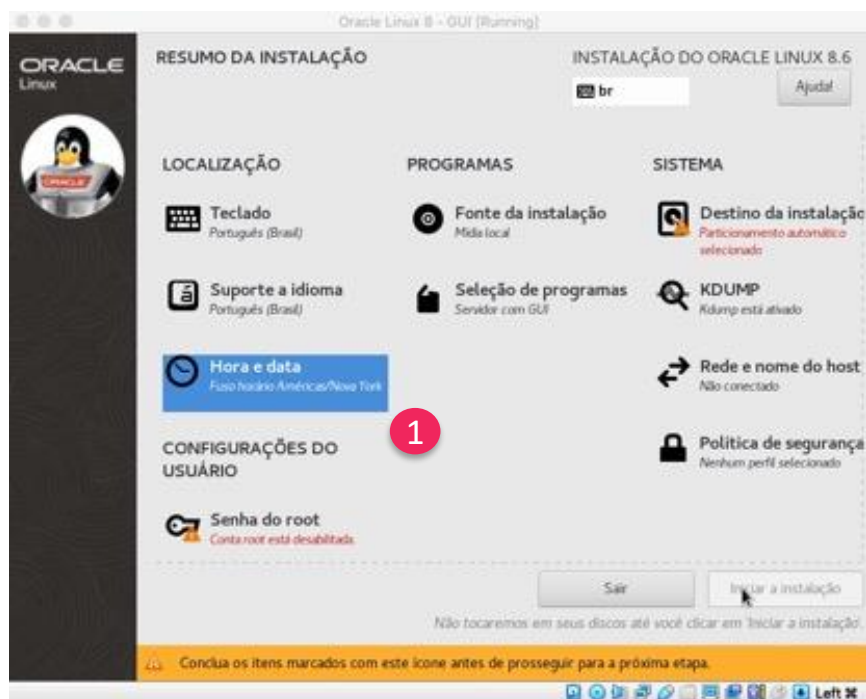 Oracle Linux 8 - GUI [Running]
ORACLE
Linux
RESUMO DA INSTALAÇÃO
INSTALAÇÃO DO ORACLE LINUX 8.6
br
Ajuda!
LOCALIZAÇÃO
Teclado
Português (Brasil)
Suporte a idioma
Português (Brasil)
Hora e data
Fuso horário Américas/Nova York
CONFIGURAÇÕES DO
USUÁRIO
Senha do root
Conta root está desabilitada.
PROGRAMAS
Fonte da instalação
Mídia local
Seleção de programas
Servidor com GUI
1
SISTEMA
Destino da instalaçãc
Particionamento automático
selecionado
KDUMP
Kdump está ativado
Rede e nome do host
Não conectado
Política de segurança
Nenhum perfil selecionado
Sair
Iniciar a instalação
Não tocaremos em seus discos até você clicar em 'Iniciar a instalação'.
Conclua os itens marcados com este ícone antes de prosseguir para a próxima etapa.
Left ⌘